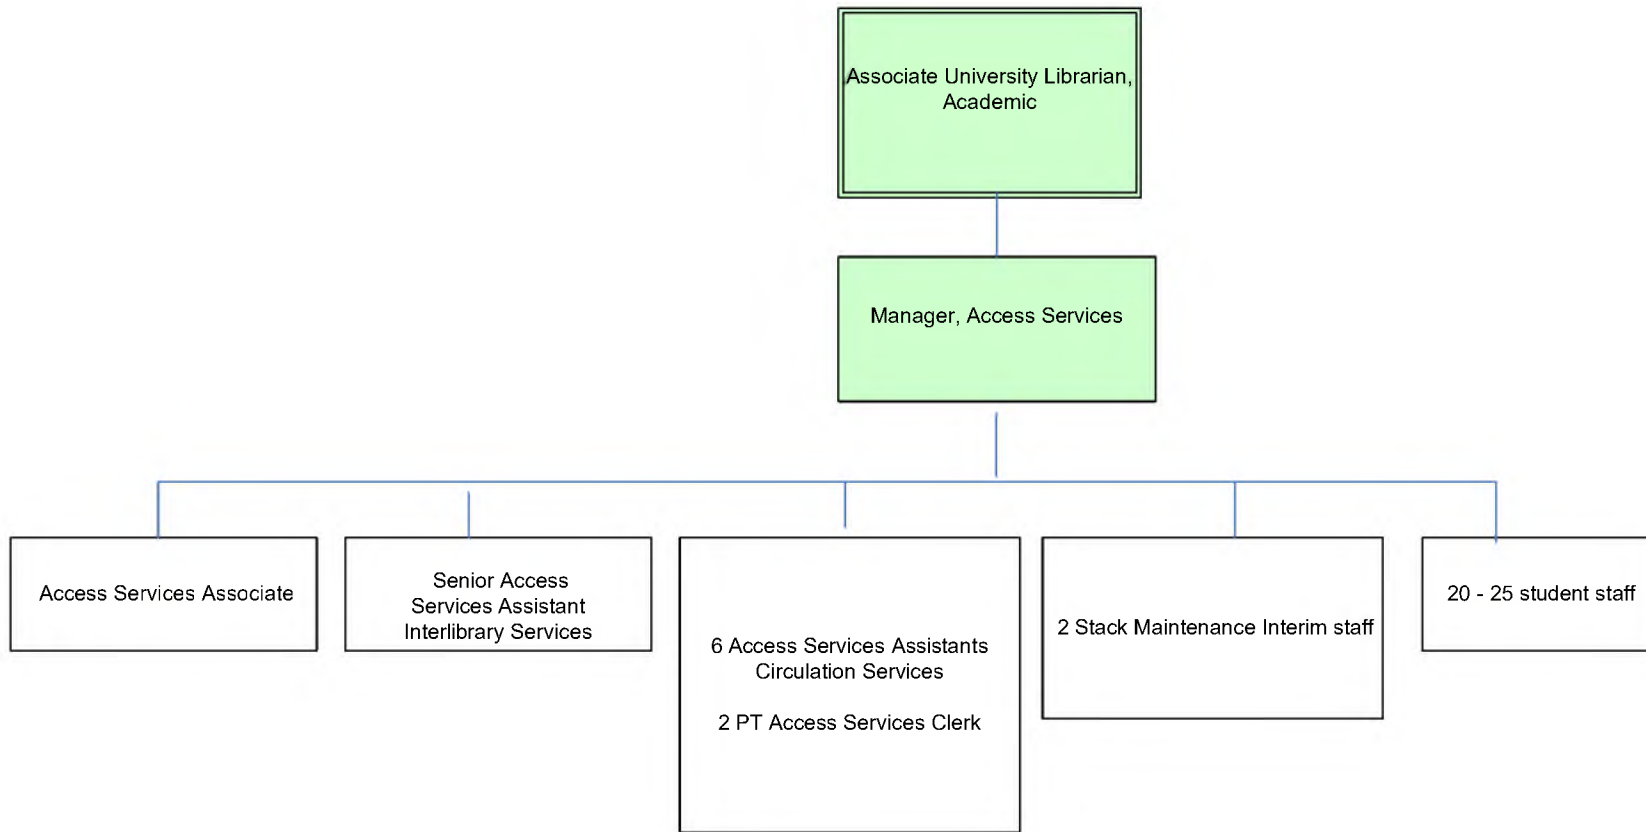 Associate University Librarian,
Academic
Manager, Access Services
Access Services Associate
Senior Access
Services Assistant
Interlibrary Services
6 Access Services Assistants
Circulation Services
2 PT Access Services Clerk
2 Stack Maintenance Interim staff
20 - 25 student staff